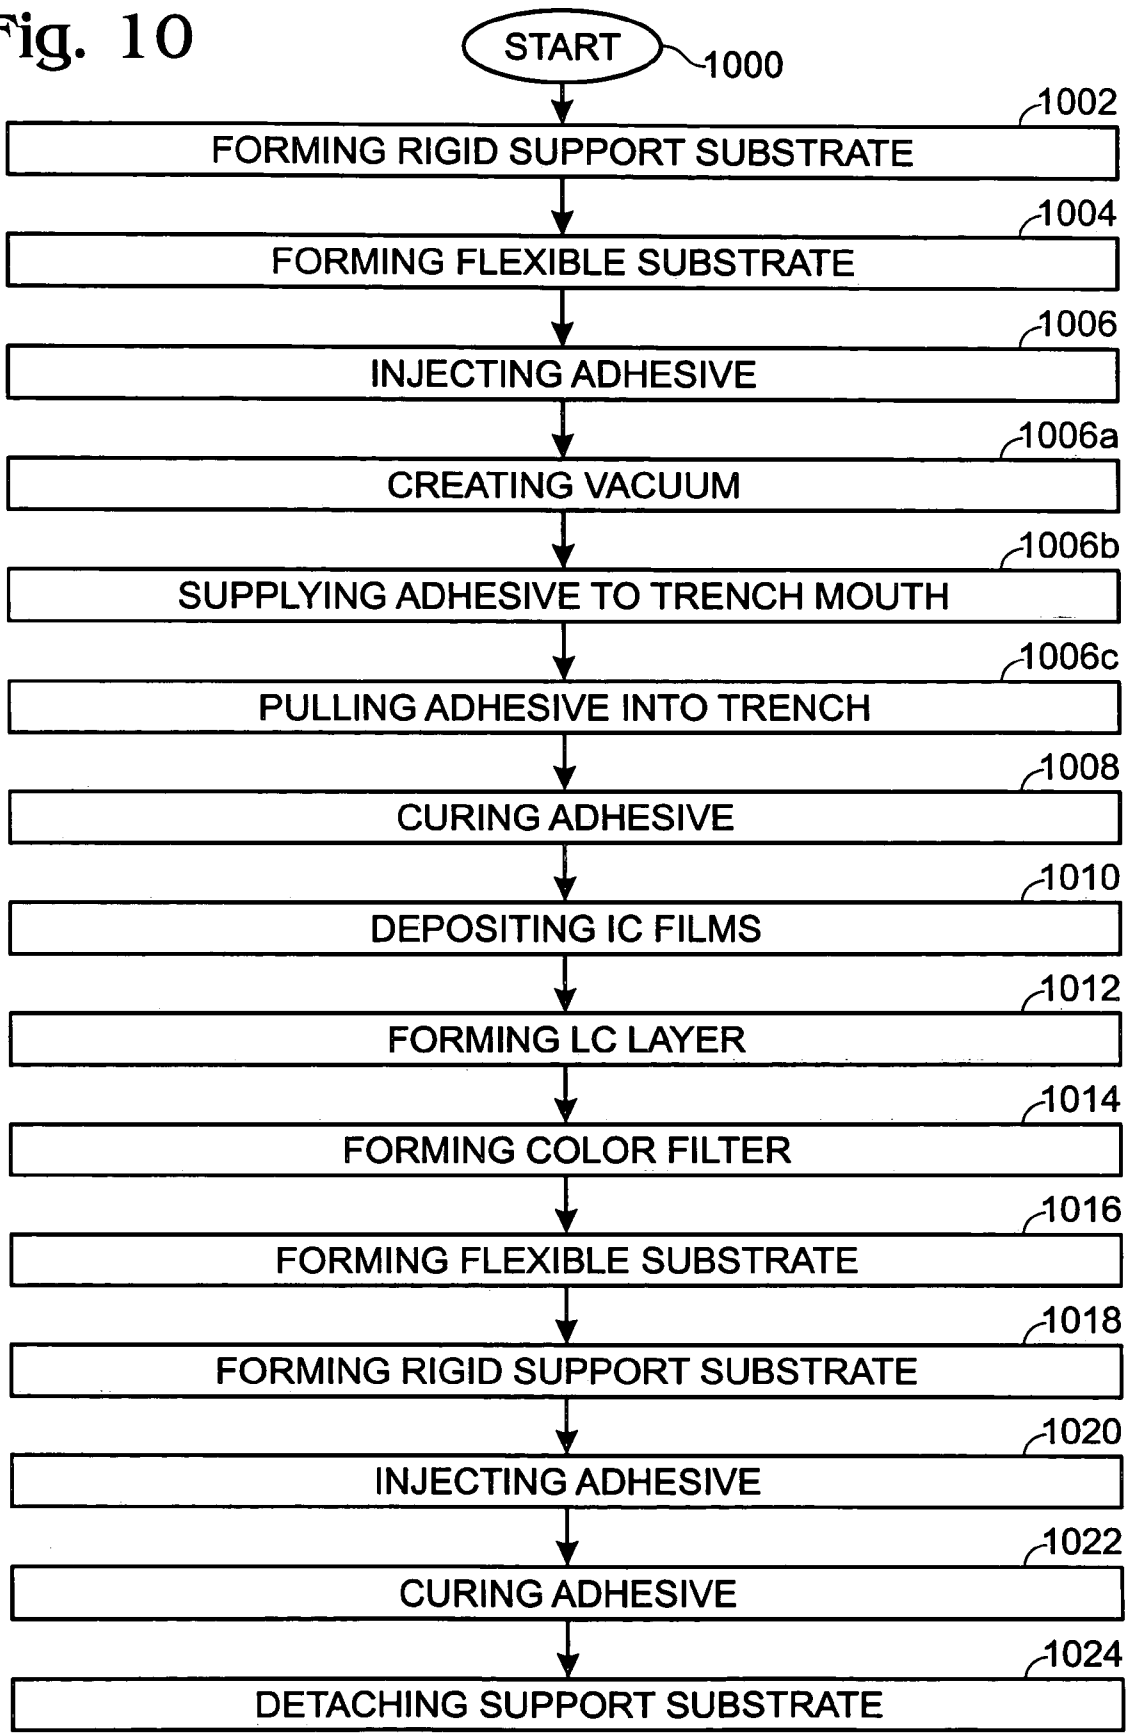 Fig. 10
START
1000
1002
FORMING RIGID SUPPORT SUBSTRATE
1004
FORMING FLEXIBLE SUBSTRATE
1006
INJECTING ADHESIVE
1006a
CREATING VACUUM
1006b
SUPPLYING ADHESIVE TO TRENCH MOUTH
1006c
PULLING ADHESIVE INTO TRENCH
1008
CURING ADHESIVE
1010
DEPOSITING IC FILMS
1012
FORMING LC LAYER
1014
FORMING COLOR FILTER
1016
FORMING FLEXIBLE SUBSTRATE
1018
FORMING RIGID SUPPORT SUBSTRATE
1020
INJECTING ADHESIVE
1022
CURING ADHESIVE
1024
DETACHING SUPPORT SUBSTRATE